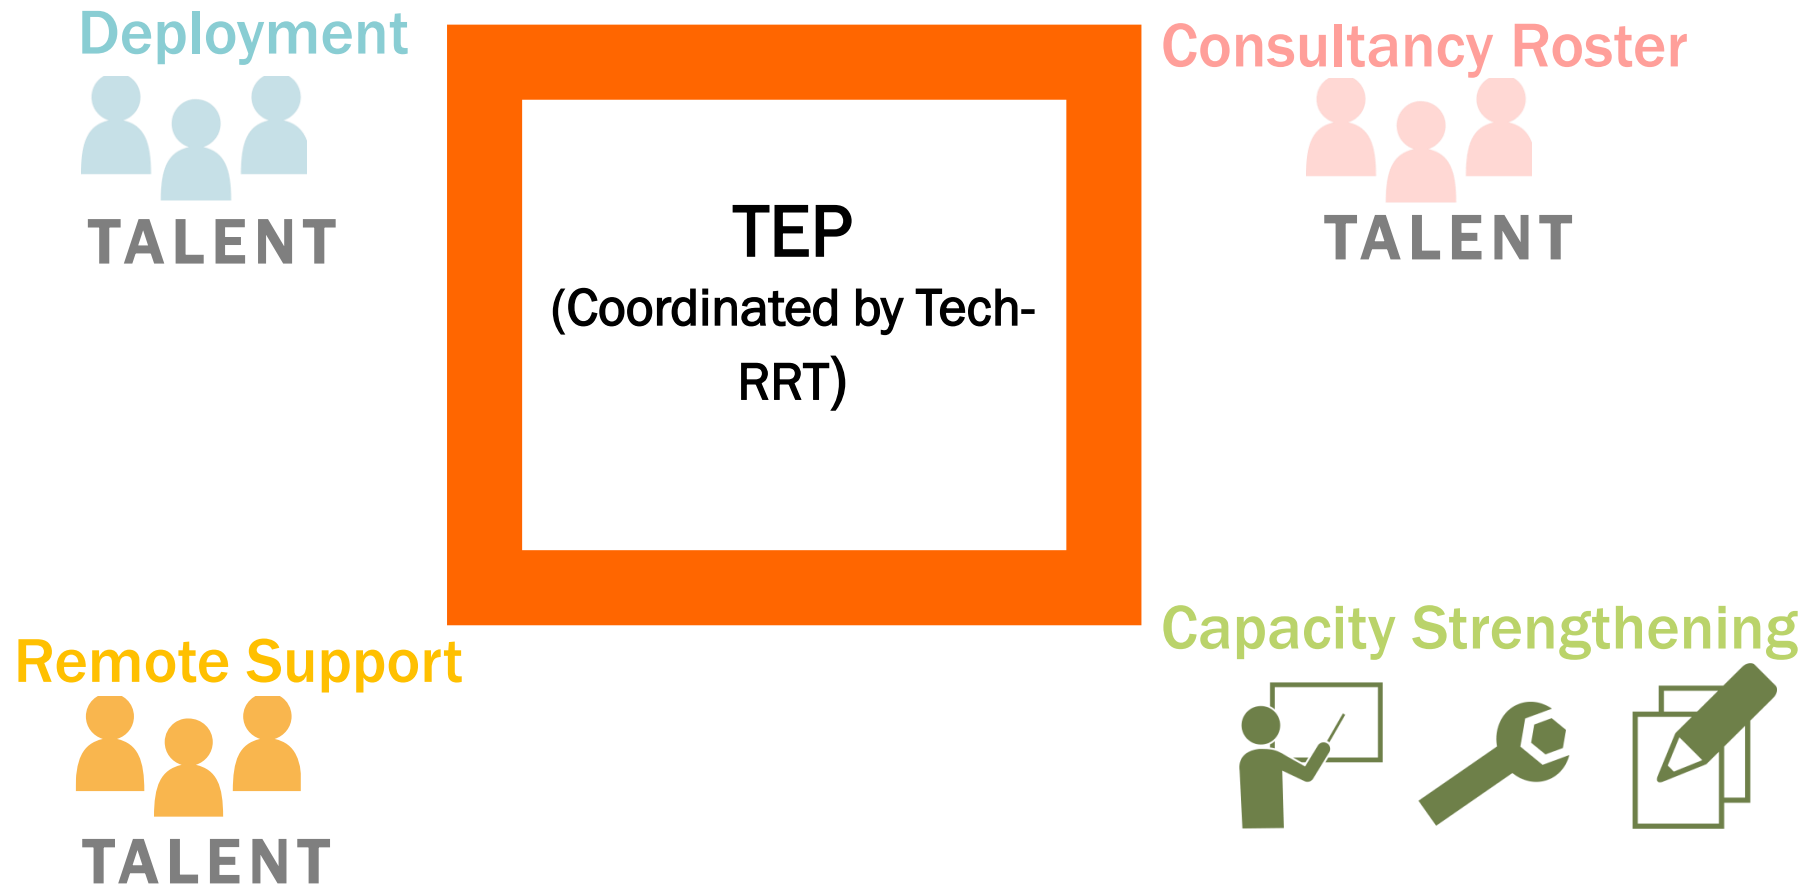 Deployment
TALENT
Consultancy Roster
TALENT
TEP
(Coordinated by Tech-
RRT)
Remote Support
TALENT
Capacity Strengthening